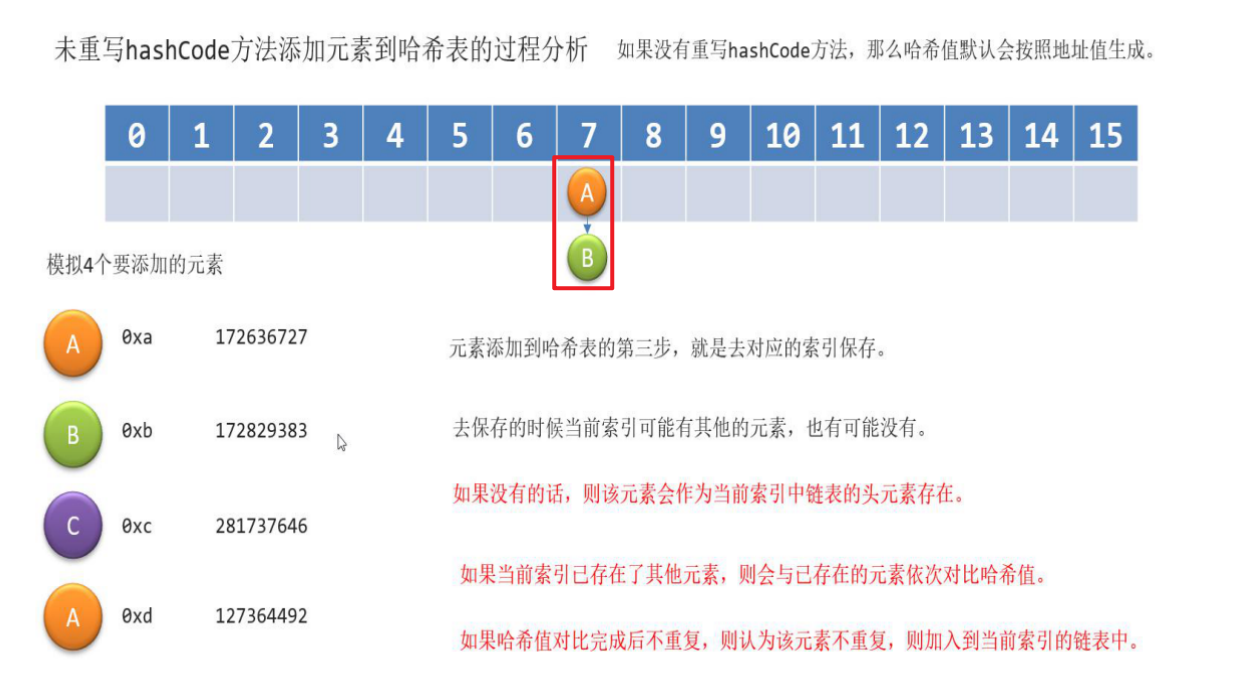 未重写hashCode方法添加元素到哈希表的过程分析 如果没有重写hashCode方法，那么哈希值默认会按照地址值生成。
0 1 2 3 4 5 6 7 8 9 10 11 12 13 14 15
A
B
模拟4个要添加的元素
A 0xa 172636727
元素添加到哈希表的第三步，就是去对应的索引保存。
B 0xb 172829383
去保存的时候当前索引可能有其他的元素，也有可能没有。
如果没有的话，则该元素会作为当前索引中链表的头元素存在。
C 0xc 281737646
如果当前索引已存在了其他元素，则会与已存在的元素依次对比哈希值。
A 0xd 127364492
如果哈希值对比完成后不重复，则认为该元素不重复，则加入到当前索引的链表中。